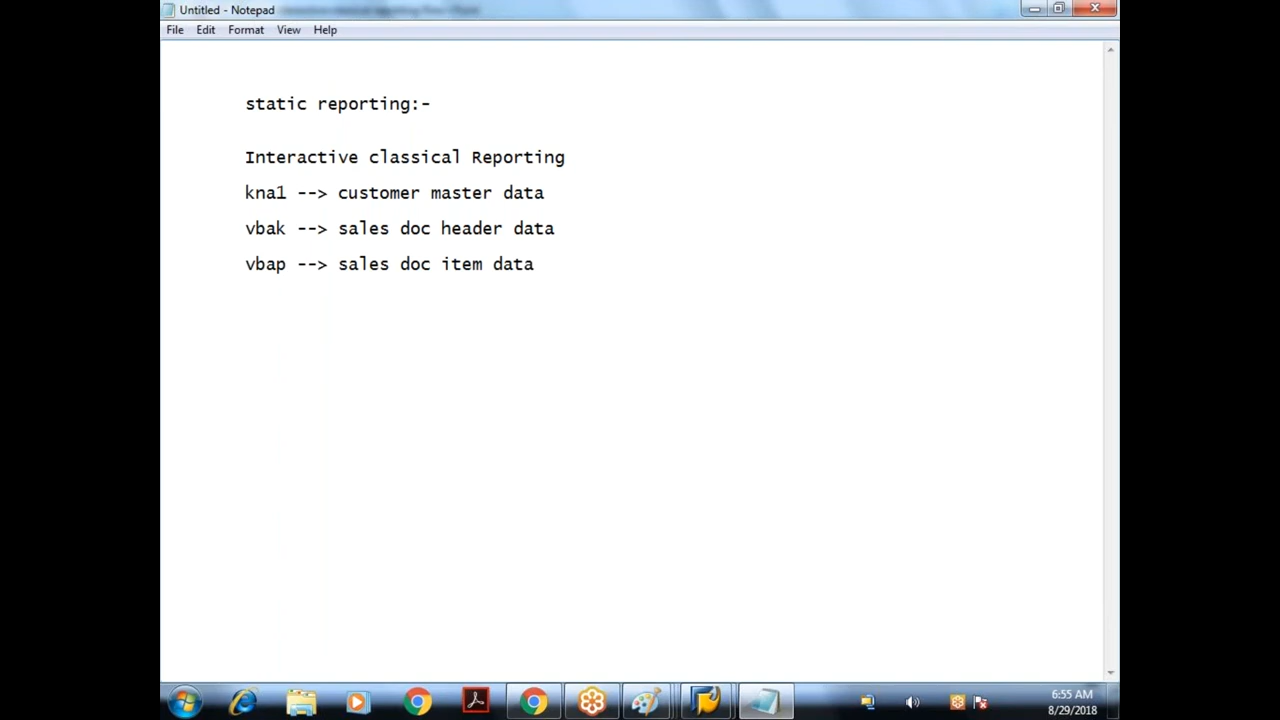 Untitled - Notepad
File Edit Format View Help
static reporting:-
Interactive classical Reporting
kna1 --> customer master data
vbak --> sales doc header data
vbap --> sales doc item data
6:55 AM
8/29/2018